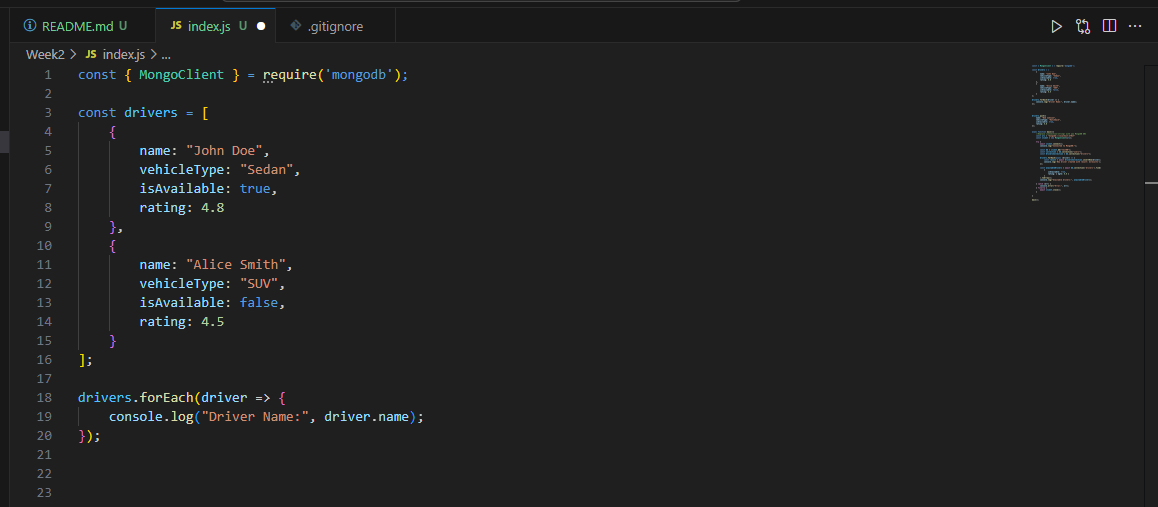 README.md U
JS index.js U
.gitignore
Week2 > JS index.js > ...
1 const { MongoClient } = require('mongodb');
2
3 const drivers = [
4 {
5 name: "John Doe",
6 vehicleType: "Sedan",
7 isAvailable: true,
8 rating: 4.8
9 },
10 {
11 name: "Alice Smith",
12 vehicleType: "SUV",
13 isAvailable: false,
14 rating: 4.5
15 }
16 ];
17
18 drivers.forEach(driver => {
19 console.log("Driver Name:", driver.name);
20 });
21
22
23